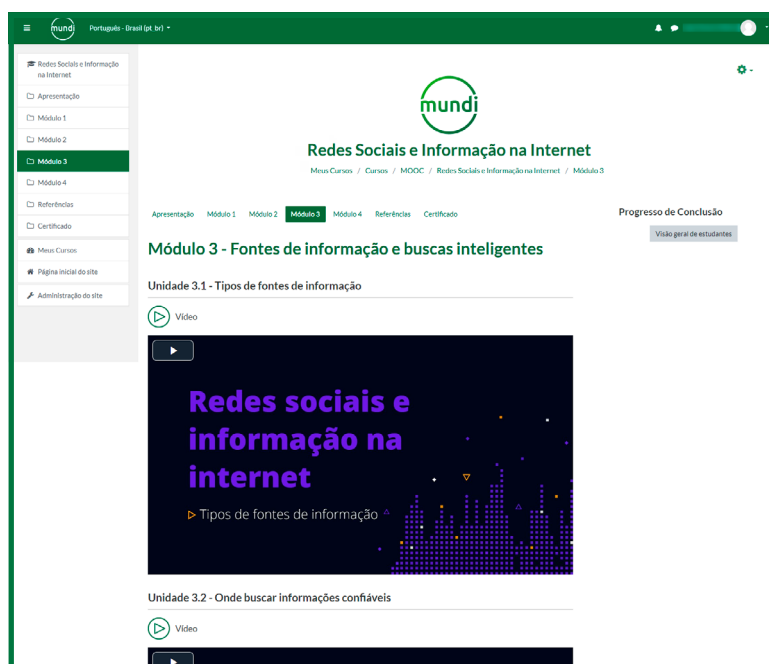 mundi
Português - Brasil (pt_br)
Redes Sociais e Informação
na Internet
Apresentação
Módulo 1
Módulo 2
Módulo 3
Módulo 4
Referências
Certificado
Meus Cursos
Página inicial do site
Administração do site
mundi
Redes Sociais e Informação na Internet
Meus Cursos / Cursos / MOOC / Redes Sociais e Informação na Internet / Módulo 3
Apresentação Módulo 1 Módulo 2 Módulo 3 Módulo 4 Referências Certificado
Progresso de Conclusão
Visão geral de estudantes
Módulo 3 - Fontes de informação e buscas inteligentes
Unidade 3.1 - Tipos de fontes de informação
Vídeo
Redes sociais e
informação na
internet
Tipos de fontes de informação
Unidade 3.2 - Onde buscar informações confiáveis
Vídeo